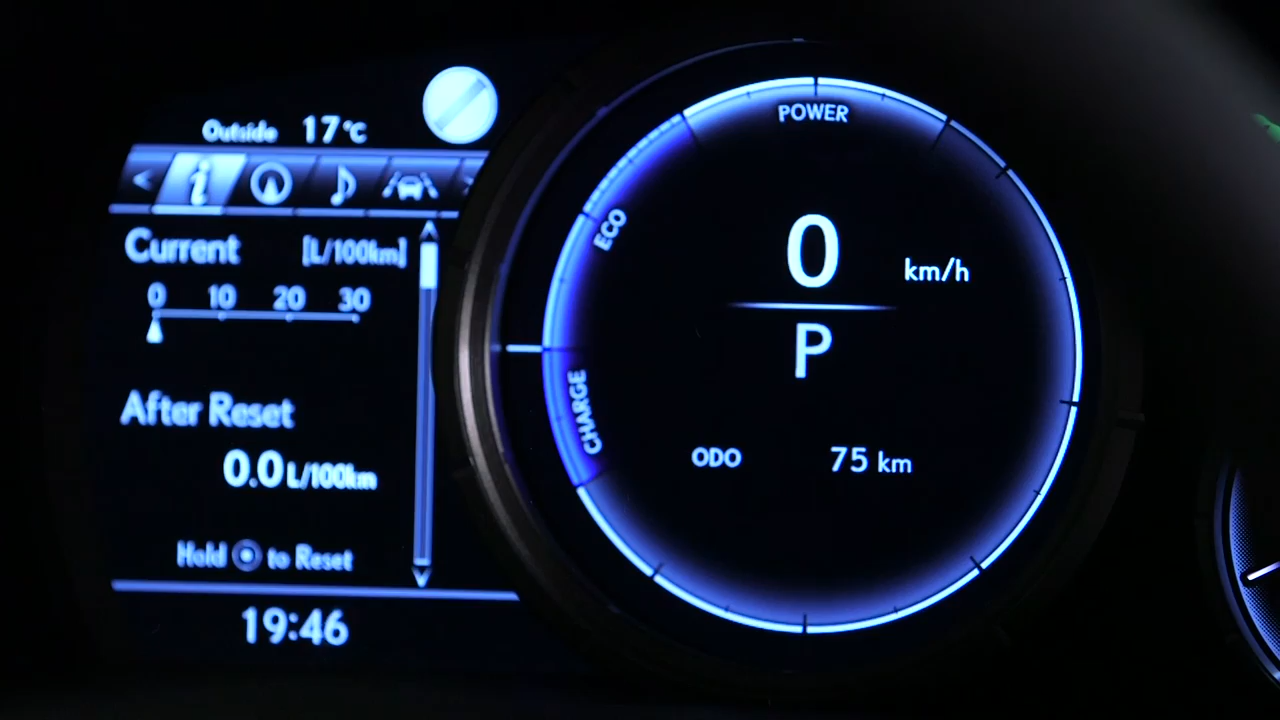 Outside 17°C
Current [L/100km]
0 10 20 30
After Reset
0.0 L/100km
Hold to Reset
19:46
POWER
ECO
CHARGE
0 km/h
P
ODO 75 km